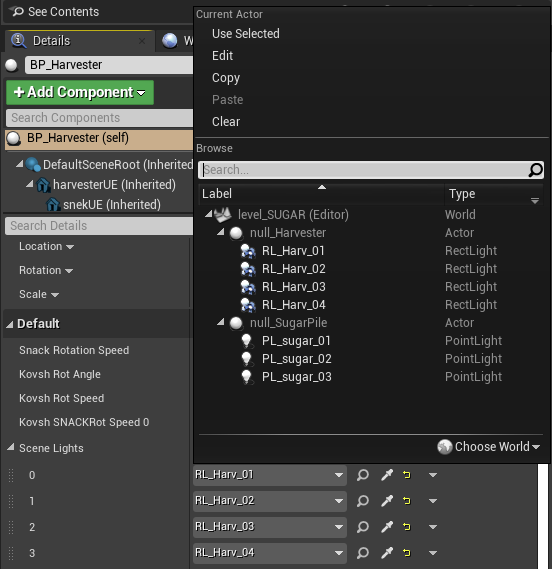 See Contents
Details
W
BP_Harvester
+ Add Component
Search Components
BP_Harvester (self)
DefaultSceneRoot (Inherited
harvesterUE (Inherited)
snekUE (Inherited)
Search Details
Location
Rotation
Scale
Default
Snack Rotation Speed
Kovsh Rot Angle
Kovsh Rot Speed
Kovsh SNACKRot Speed 0
Scene Lights
Current Actor
Use Selected
Edit
Copy
Paste
Clear
Browse
Search...
Label Type
level_SUGAR (Editor) World
null_Harvester Actor
RL_Harv_01 RectLight
RL_Harv_02 RectLight
RL_Harv_03 RectLight
RL_Harv_04 RectLight
null_SugarPile Actor
PL_sugar_01 PointLight
PL_sugar_02 PointLight
PL_sugar_03 PointLight
Choose World
0 RL_Harv_01
1 RL_Harv_02
2 RL_Harv_03
3 RL_Harv_04